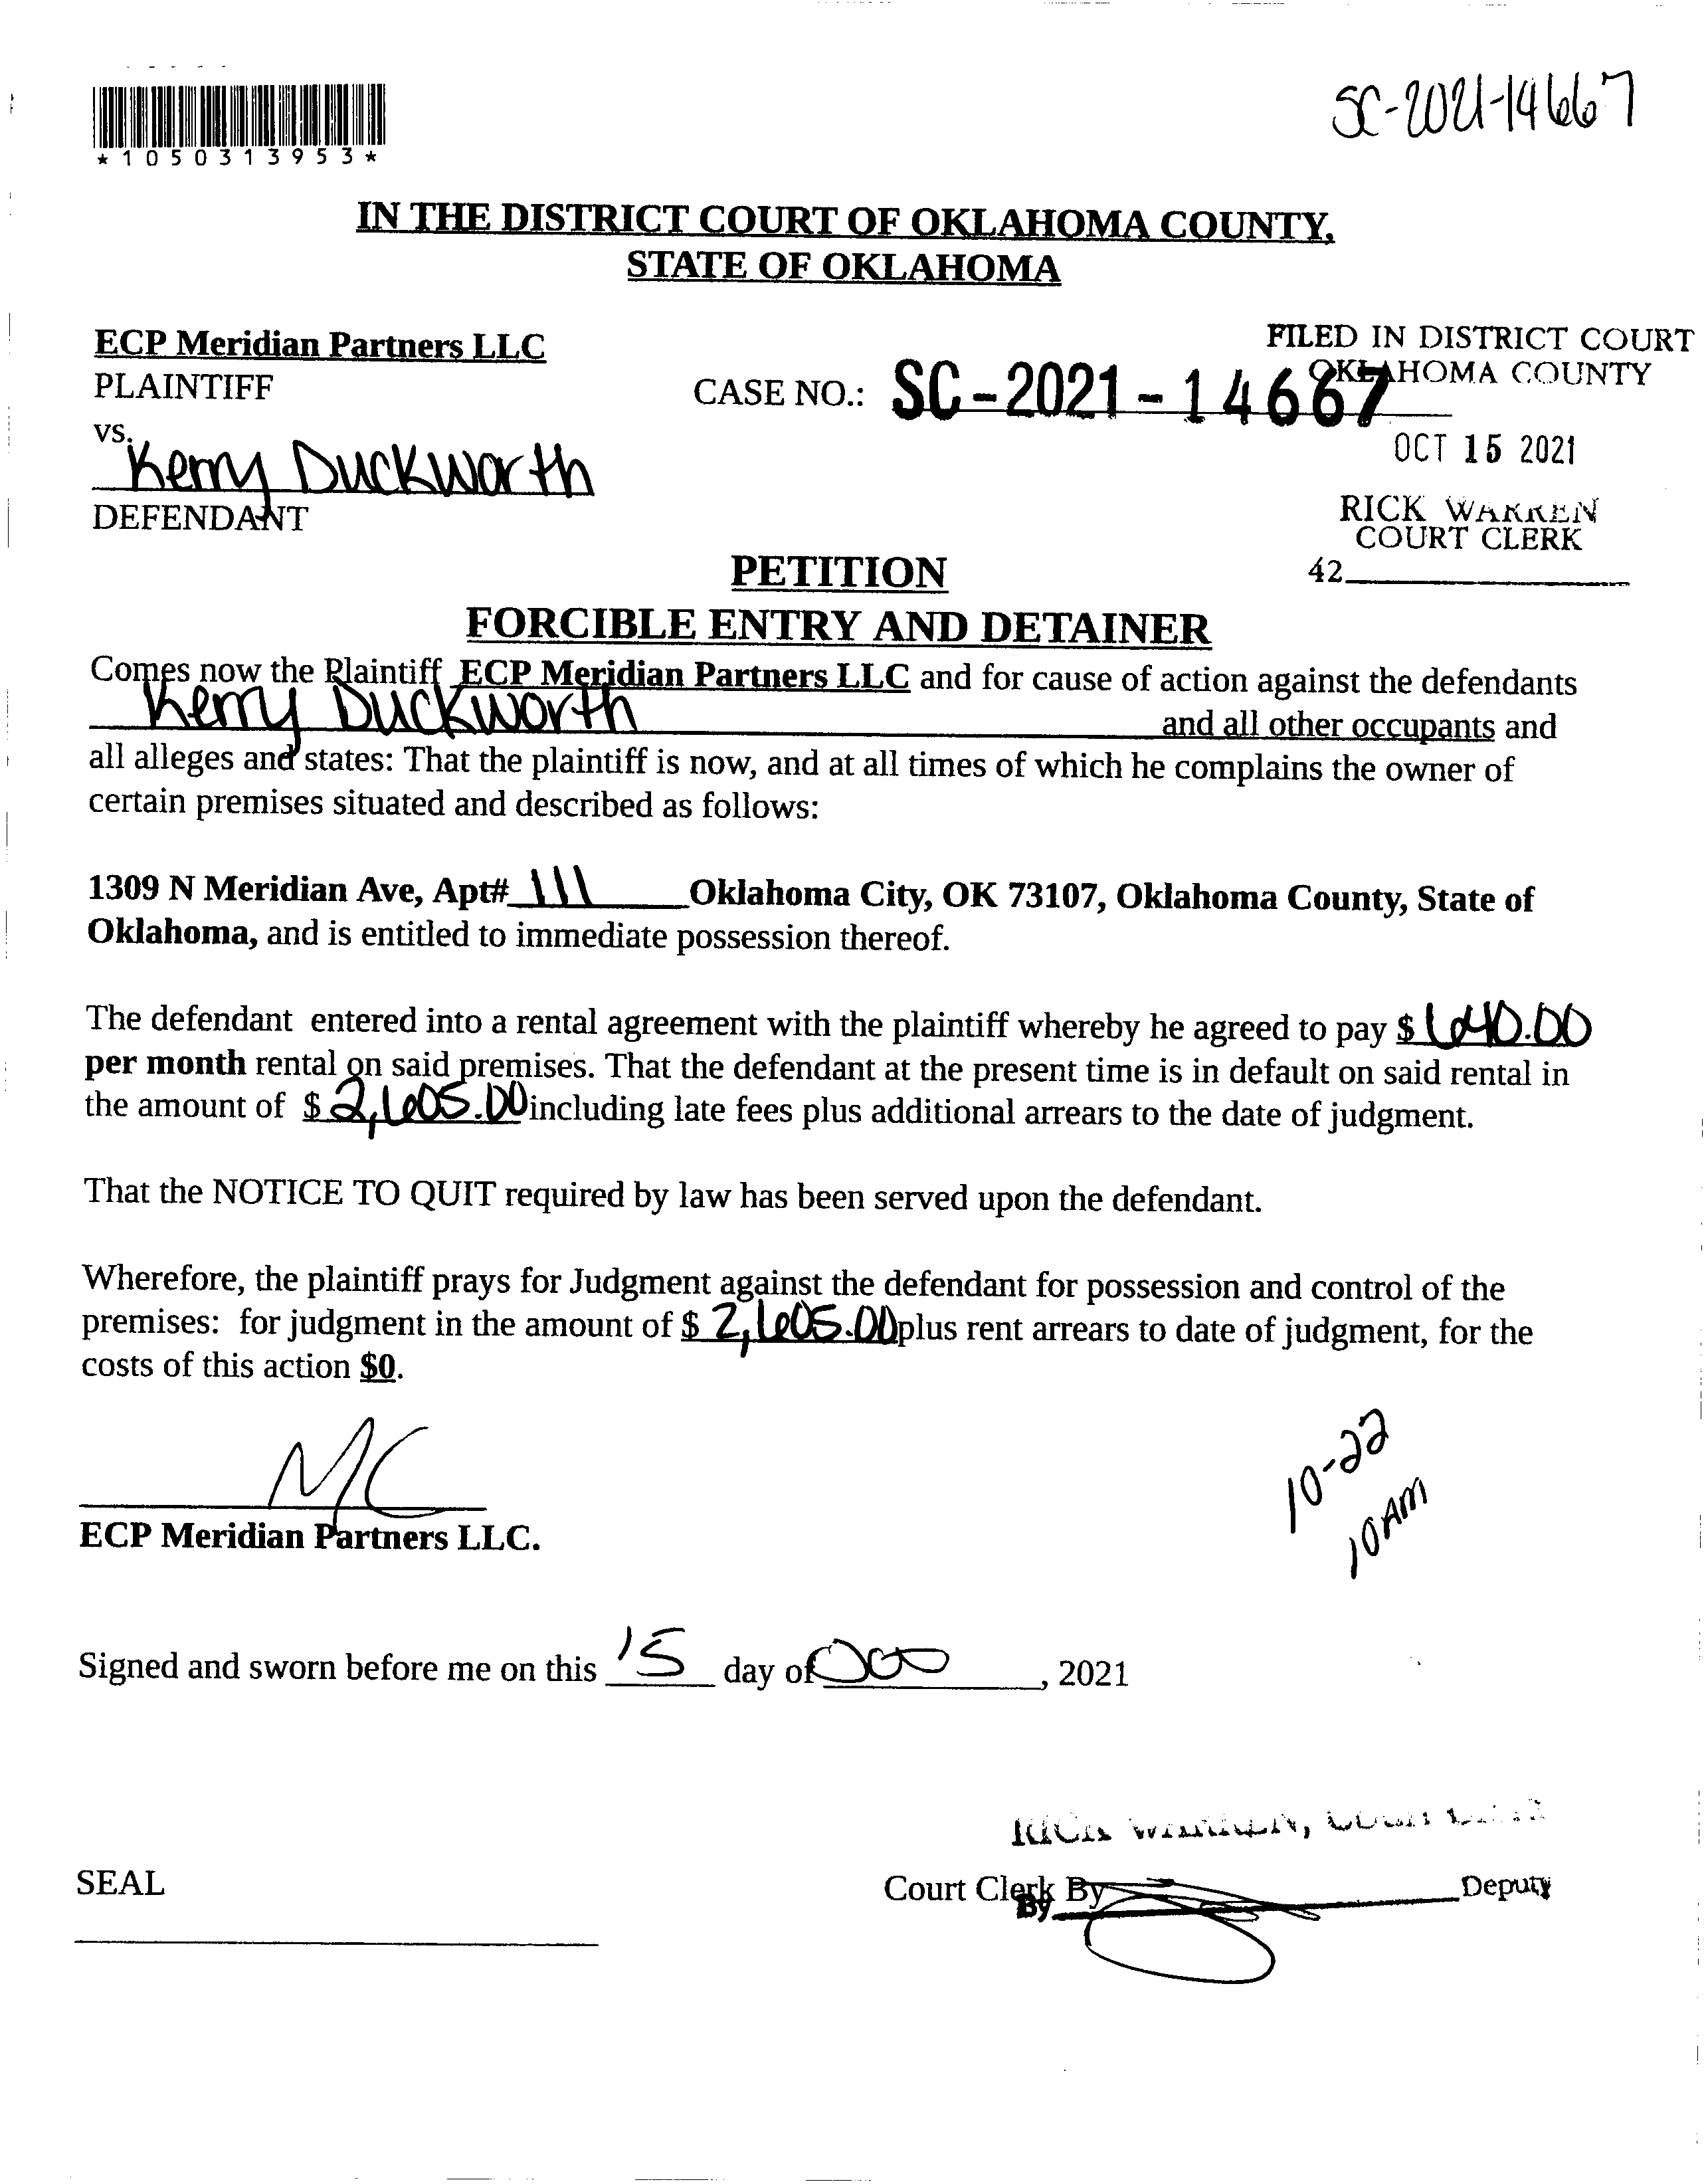 SC-2021-14667
*1050313953*
IN THE DISTRICT COURT OF OKLAHOMA COUNTY,
STATE OF OKLAHOMA
ECP Meridian Partners LLC
PLAINTIFF
vs.
Kerry Duckworth
DEFENDANT
CASE NO.: SC-2021-14667
FILED IN DISTRICT COURT
OKLAHOMA COUNTY
OCT 15 2021
RICK WARREN
COURT CLERK
42
PETITION
FORCIBLE ENTRY AND DETAINER
Comes now the Plaintiff ECP Meridian Partners LLC and for cause of action against the defendants
Kerry Duckworth and all other occupants and
all alleges and states: That the plaintiff is now, and at all times of which he complains the owner of
certain premises situated and described as follows:
1309 N Meridian Ave, Apt# 111 Oklahoma City, OK 73107, Oklahoma County, State of
Oklahoma, and is entitled to immediate possession thereof.
The defendant entered into a rental agreement with the plaintiff whereby he agreed to pay $ 640.00
per month rental on said premises. That the defendant at the present time is in default on said rental in
the amount of $ 2,605.00 including late fees plus additional arrears to the date of judgment.
That the NOTICE TO QUIT required by law has been served upon the defendant.
Wherefore, the plaintiff prays for Judgment against the defendant for possession and control of the
premises: for judgment in the amount of $ 2,605.00 plus rent arrears to date of judgment, for the
costs of this action $0.
MC
ECP Meridian Partners LLC.
10-22
10AM
Signed and sworn before me on this 15 day of , 2021
RICK WARREN,
SEAL
Court Clerk By
By Deputy